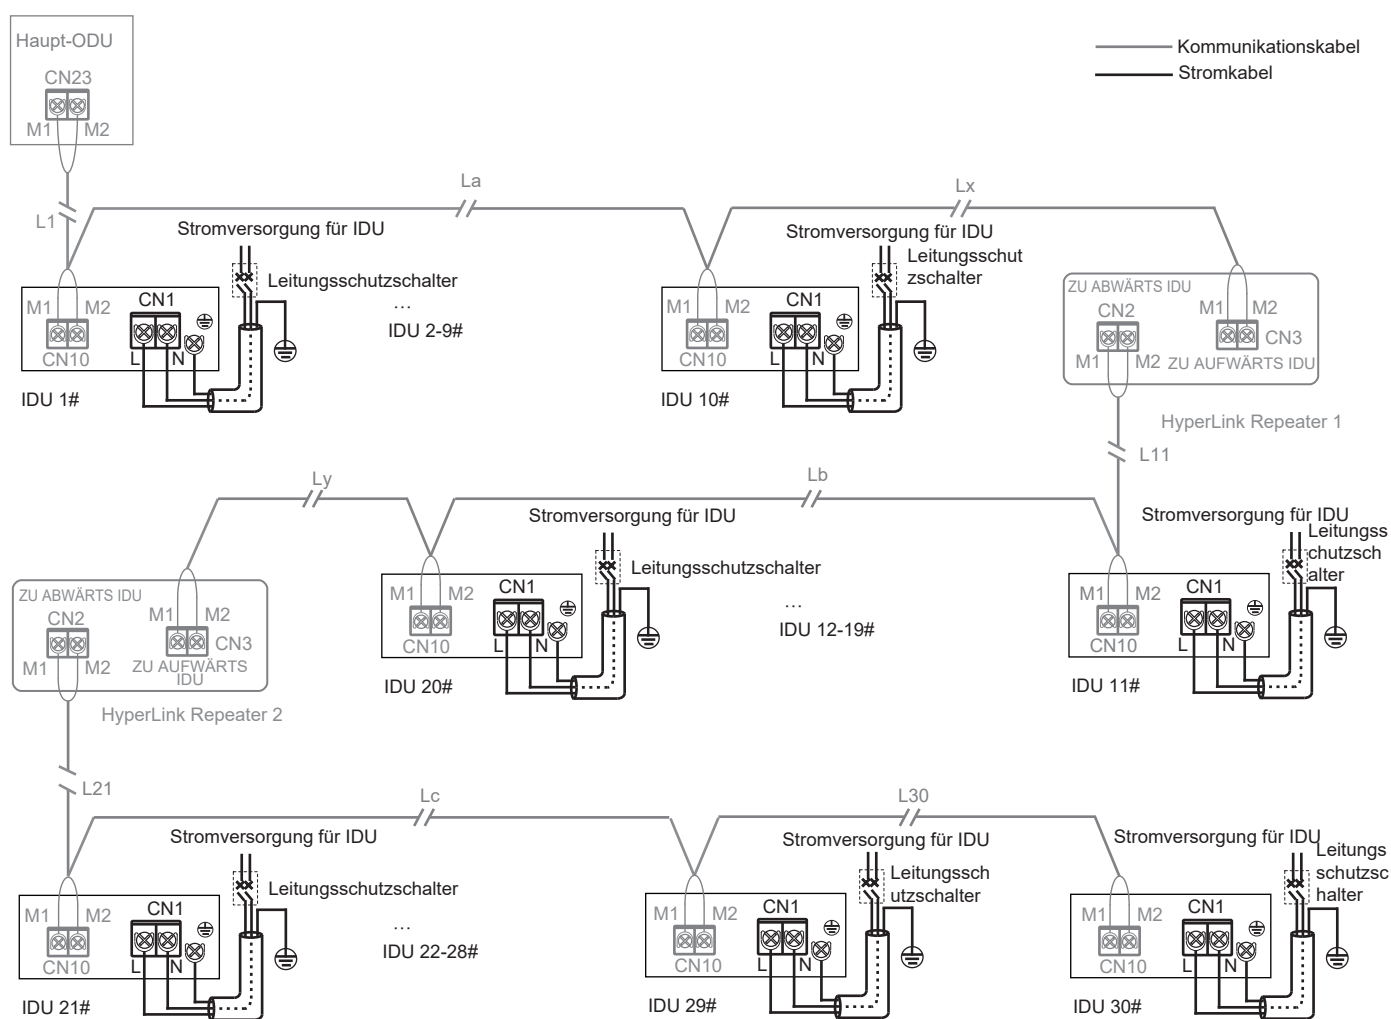 Haupt-ODU
CN23
M1 M2
L1
Kommunikationskabel
Stromkabel
La
Lx
Stromversorgung für IDU
Leitungsschutzschalter
M1 M2 CN1
CN10 L N
IDU 1#
...
IDU 2-9#
Stromversorgung für IDU
Leitungsschut
zschalter
M1 M2 CN1
CN10 L N
IDU 10#
ZU ABWÄRTS IDU
CN2
M1 M2
M1 M2
CN3
ZU AUFWÄRTS IDU
HyperLink Repeater 1
L11
Ly
Lb
Stromversorgung für IDU
Leitungss
chutzsch
alter
M1 M2 CN1
CN10 L N
IDU 11#
...
IDU 12-19#
Stromversorgung für IDU
Leitungsschutzschalter
M1 M2 CN1
CN10 L N
IDU 20#
ZU ABWÄRTS IDU
CN2
M1 M2
M1 M2
CN3
ZU AUFWÄRTS
IDU
HyperLink Repeater 2
L21
Lc
L30
Stromversorgung für IDU
Leitungsschutzschalter
M1 M2 CN1
CN10 L N
IDU 21#
...
IDU 22-28#
Stromversorgung für IDU
Leitungssch
utzschalter
M1 M2 CN1
CN10 L N
IDU 29#
Stromversorgung für IDU
Leitungs
schutzsc
halter
M1 M2 CN1
CN10 L N
IDU 30#